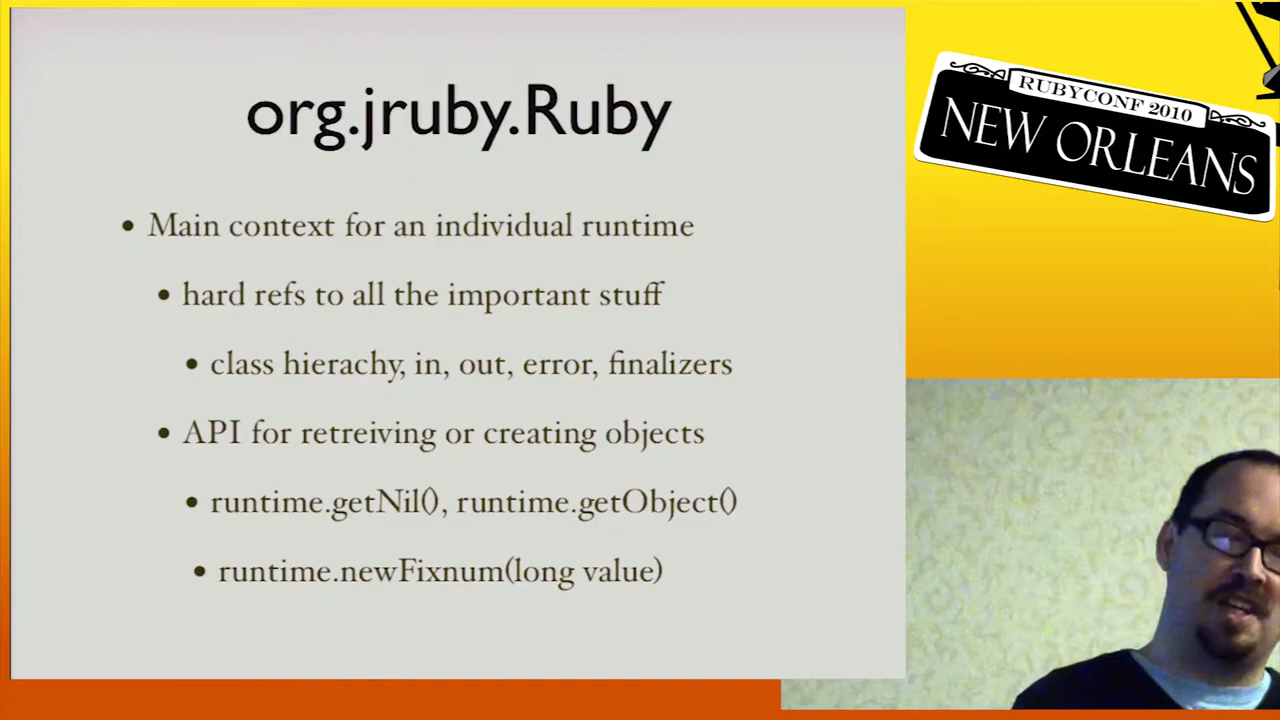 org.jruby.Ruby
• Main context for an individual runtime
• hard refs to all the important stuff
• class hierachy, in, out, error, finalizers
• API for retreiving or creating objects
• runtime.getNil(), runtime.getObject()
• runtime.newFixnum(long value)
RUBYCONF 2010
NEW ORLEANS